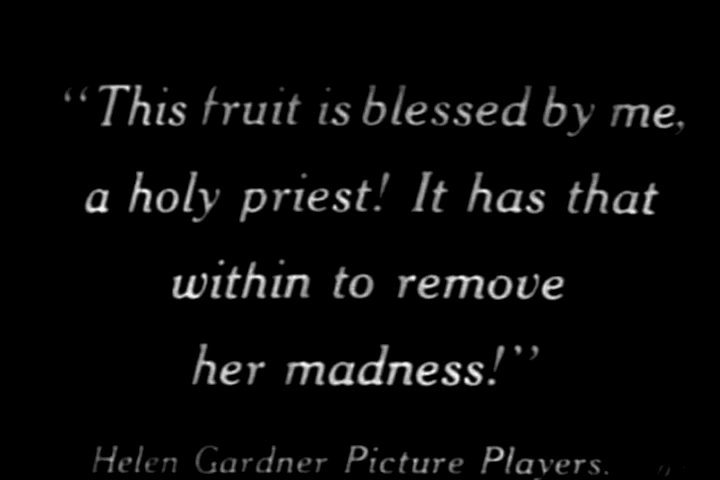 “This fruit is blessed by me,
a holy priest! It has that
within to remove
her madness!”
Helen Gardner Picture Players.